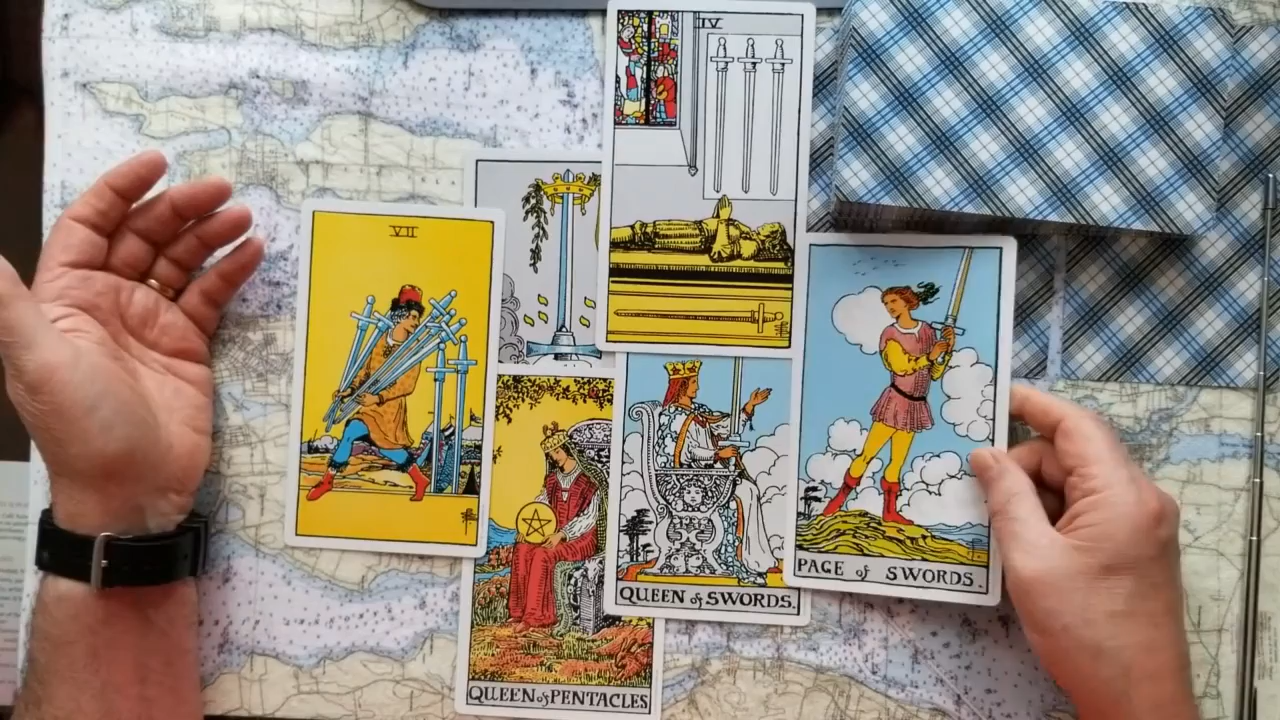 IV
VII
PAGE of SWORDS.
QUEEN of SWORDS.
QUEEN of PENTACLES